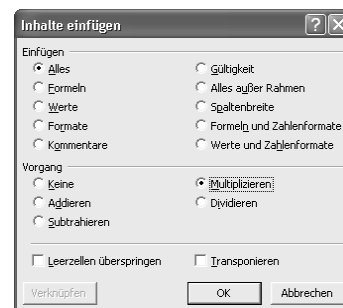 Inhalte einfügen
Einfügen
Alles
Gültigkeit
Formeln
Alles außer Rahmen
Werte
Spaltenbreite
Formate
Formeln und Zahlenformate
Kommentare
Werte und Zahlenformate
Vorgang
Keine
Multiplizieren
Addieren
Dividieren
Subtrahieren
Leerzellen überspringen
Transponieren
Verknüpfen
OK
Abbrechen